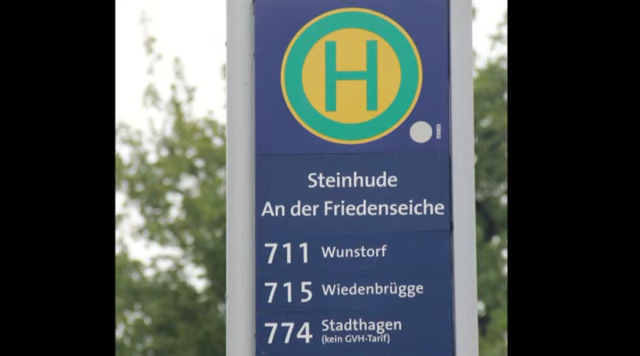 H
Steinhude
An der Friedenseiche
711 Wunstorf
715 Wiedenbrügge
774 Stadthagen
(kein GVH-Tarif)